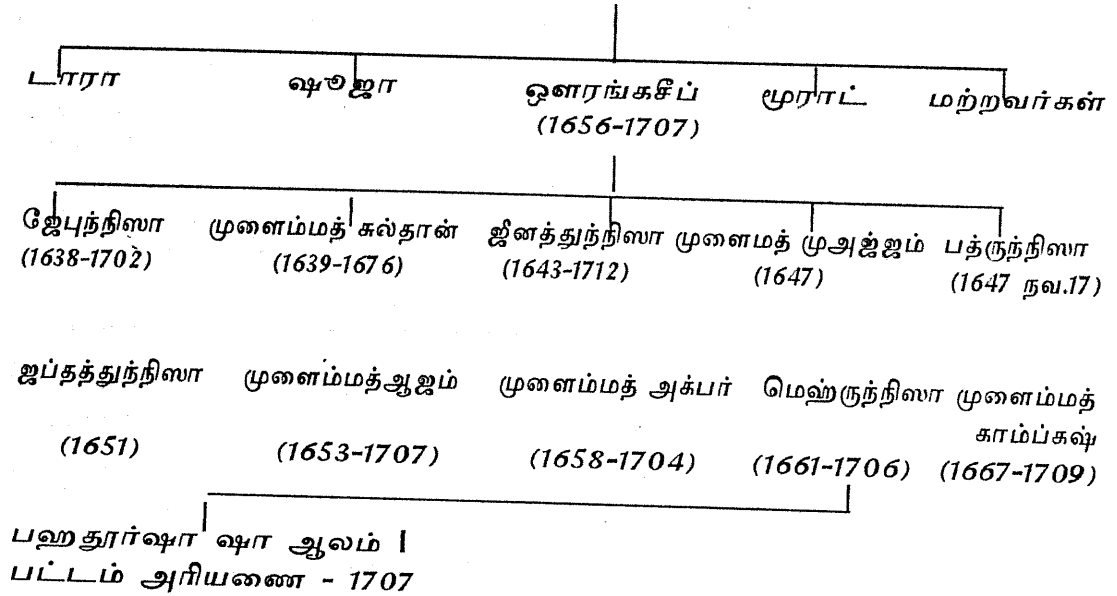 டாரா ஷூஜா ஔரங்கசீப் மூராட் மற்றவர்கள்
(1656-1707)
ஜேபுந்நிஸா முளைம்மத் சுல்தான் ஜீனத்துந்நிஸா முளைமத் முஅஜ்ஜம் பத்ருந்நிஸா
(1638-1702) (1639-1676) (1643-1712) (1647) (1647 நவ.17)
ஜப்தத்துந்நிஸா முளைம்மத்ஆஜம் முளைம்மத் அக்பர் மெஹ்ருந்நிஸா முளைம்மத்
காம்ப்கஷ்
(1651) (1653-1707) (1658-1704) (1661-1706) (1667-1709)
பஹதூர்ஷா ஷா ஆலம் I
பட்டம் அரியணை - 1707